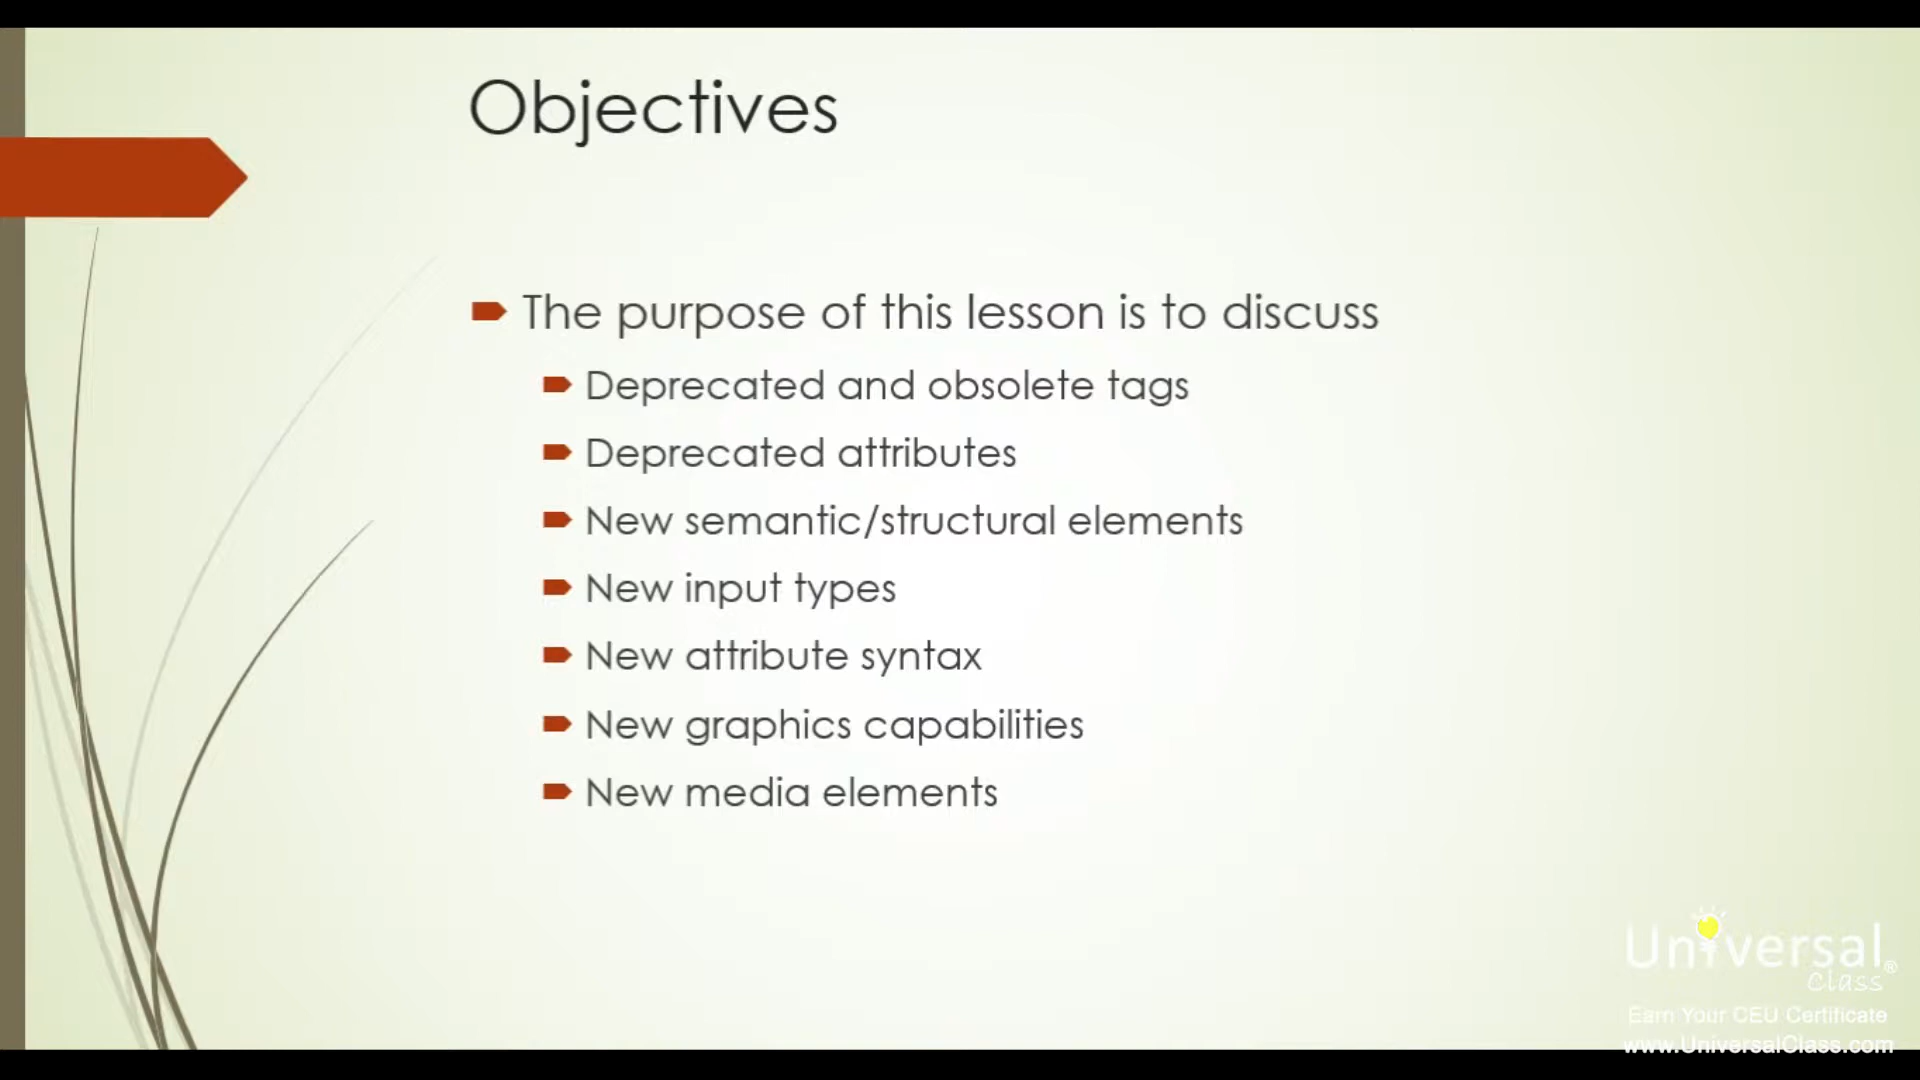 Objectives
The purpose of this lesson is to discuss
Deprecated and obsolete tags
Deprecated attributes
New semantic/structural elements
New input types
New attribute syntax
New graphics capabilities
New media elements
Universal
Class®
Earn Your CEU Certificate
www.UniversalClass.com